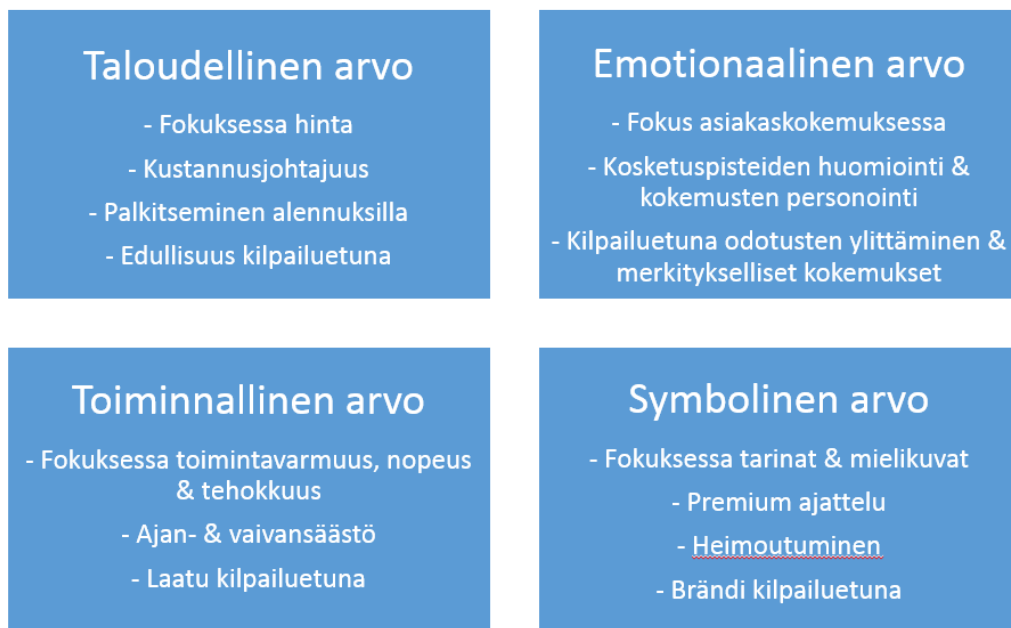 Taloudellinen arvo
- Fokuksessa hinta
- Kustannusjohtajuus
- Palkitseminen alennuksilla
- Edullisuus kilpailuetuna
Emotionaalinen arvo
- Fokus asiakaskokemuksessa
- Kosketuspisteiden huomiointi &
kokemusten personointi
- Kilpailuetuna odotusten ylittäminen &
merkitykselliset kokemukset
Toiminnallinen arvo
- Fokuksessa toimintavarmuus, nopeus
& tehokkuus
- Ajan- & vaivansäästö
- Laatu kilpailuetuna
Symbolinen arvo
- Fokuksessa tarinat & mielikuvat
- Premium ajattelu
- Heimoutuminen
- Brändi kilpailuetuna